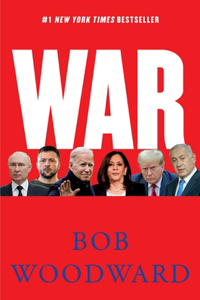 #1 NEW YORK TIMES BESTSELLER
WAR
BOB
WOODWARD